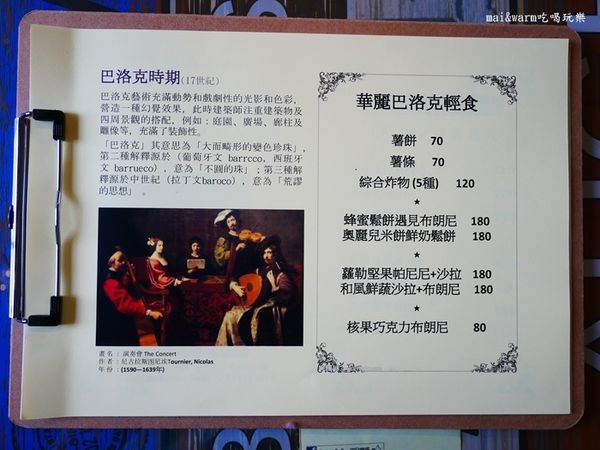 mai&warm吃喝玩樂
巴洛克時期(17世紀)
巴洛克藝術充滿動勢和戲劇性的光影和色彩,
營造一種幻覺效果，此時建築師注重建築物及
四周景觀的搭配，例如：庭園、廣場、廊柱及
雕像等，充滿了裝飾性。
「巴洛克」其意思為「大而畸形的變色珍珠」，
第二種解釋源於（葡萄牙文 barrcco，西班牙
文 barrueco），意為「不圓的珠」；第三種解
釋源於中世紀（拉丁文baroco），意為「荒謬
的思想」。
畫名：演奏會 The Concert
作者：尼古拉斯图尼埃Tournier, Nicolas
年份：(1590—1639年)
華麗巴洛克輕食
薯餅 70
薯條 70
綜合炸物(5種) 120
★
蜂蜜鬆餅遇見布朗尼 180
奧麗兒米餅鮮奶鬆餅 180
★
蘿勒堅果帕尼尼+沙拉 180
和風鮮蔬沙拉+布朗尼 180
★
核果巧克力布朗尼 80